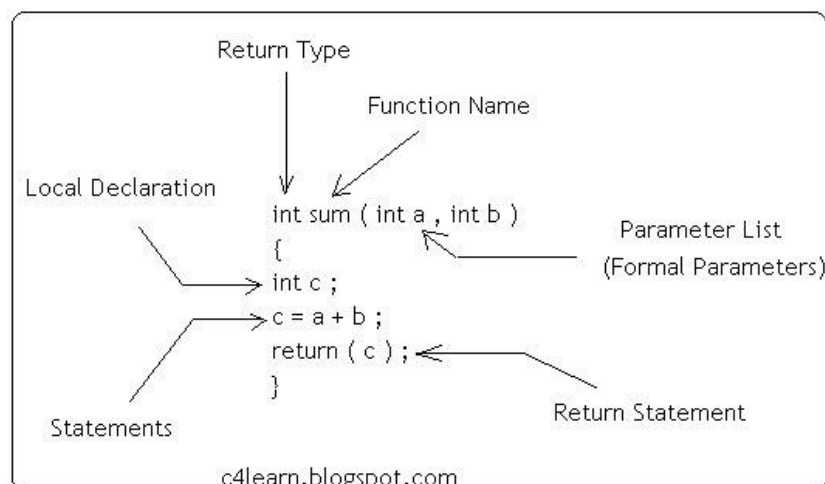 Return Type
Function Name
Local Declaration
int sum ( int a , int b )
Parameter List
(Formal Parameters)
{
int c ;
c = a + b ;
return ( c ) ;
}
Return Statement
Statements
c4learn.blogspot.com